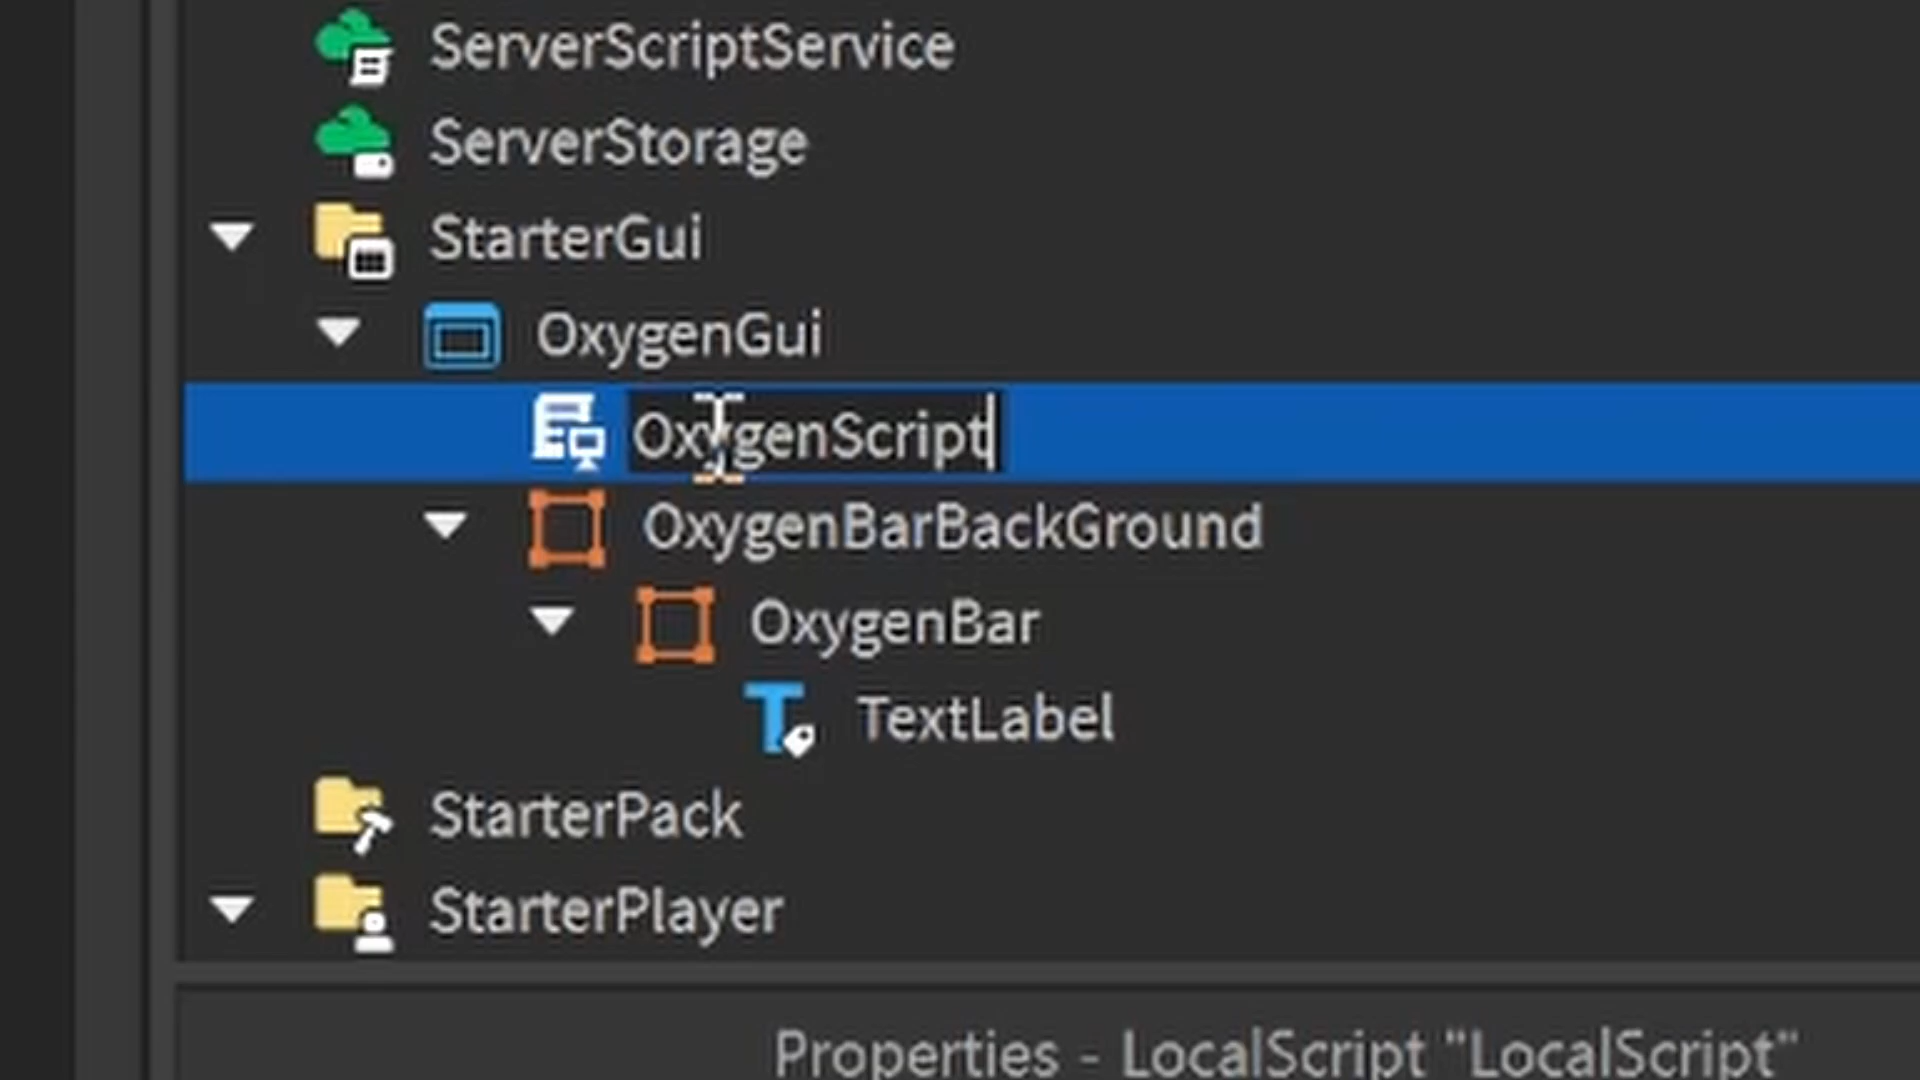 ServerScriptService
ServerStorage
StarterGui
OxygenGui
OxygenScript
OxygenBarBackGround
OxygenBar
TextLabel
StarterPack
StarterPlayer
Properties - LocalScript "LocalScript"